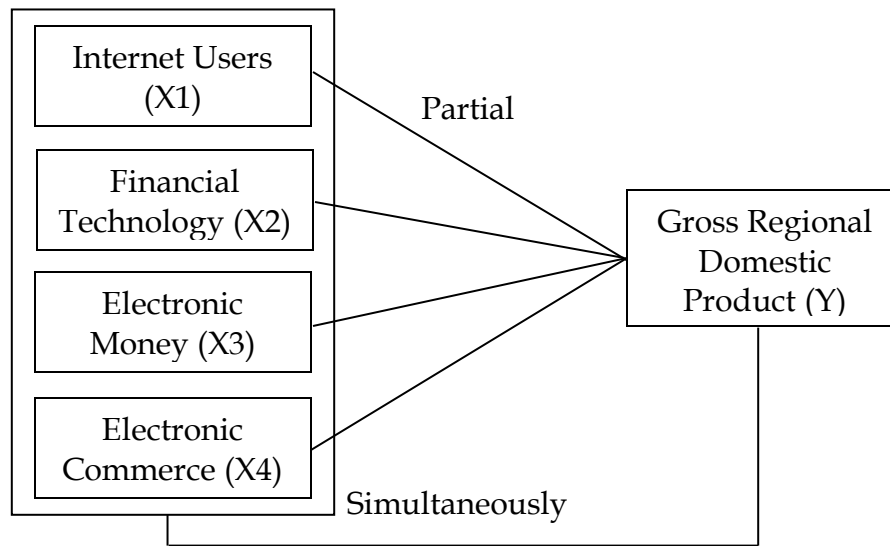 Internet Users
(X1)
Partial
Financial
Technology (X2)
Gross Regional
Domestic
Product (Y)
Electronic
Money (X3)
Electronic
Commerce (X4)
Simultaneously